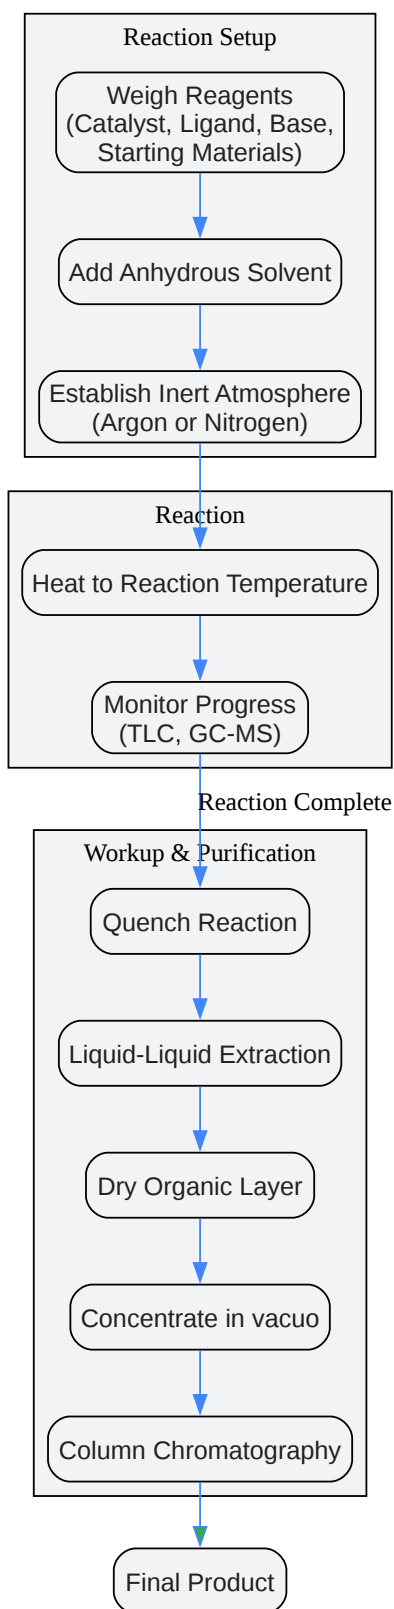 Reaction Setup
Weigh Reagents
(Catalyst, Ligand, Base,
Starting Materials)
Add Anhydrous Solvent
Establish Inert Atmosphere
(Argon or Nitrogen)
Reaction
Heat to Reaction Temperature
Monitor Progress
(TLC, GC-MS)
Reaction Complete
Workup & Purification
Quench Reaction
Liquid-Liquid Extraction
Dry Organic Layer
Concentrate in vacuo
Column Chromatography
Final Product